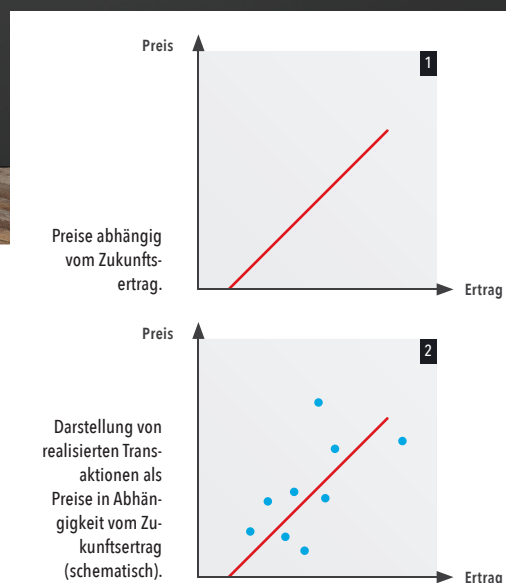 Preis
1
Preise abhängig
vom Zukunfts-
ertrag.
Ertrag
Preis
2
Darstellung von
realisierten Trans-
aktionen als
Preise in Abhän-
gigkeit vom Zu-
kunftsertrag
(schematisch).
Ertrag